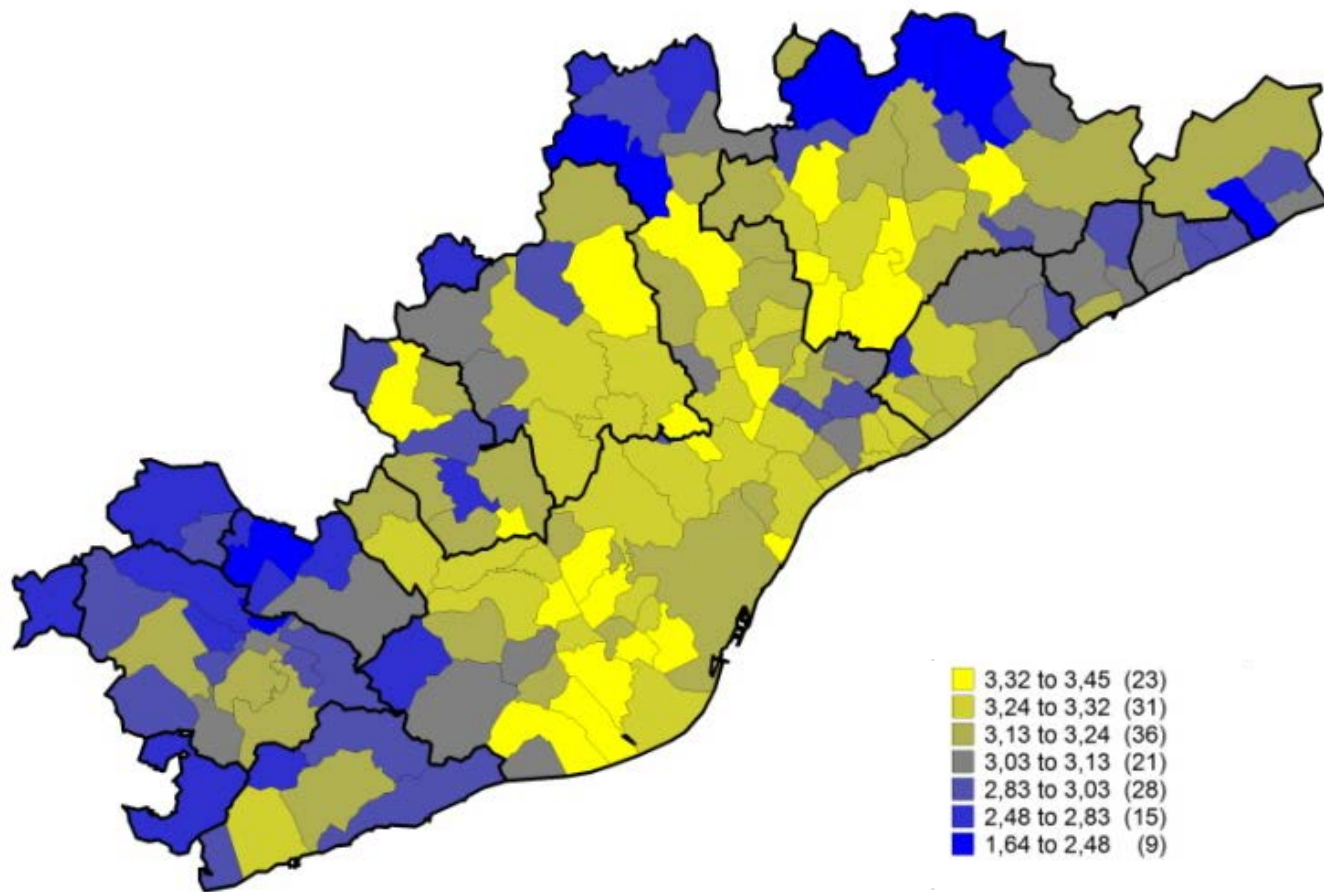 3,32 to 3,45 (23)
3,24 to 3,32 (31)
3,13 to 3,24 (36)
3,03 to 3,13 (21)
2,83 to 3,03 (28)
2,48 to 2,83 (15)
1,64 to 2,48 (9)